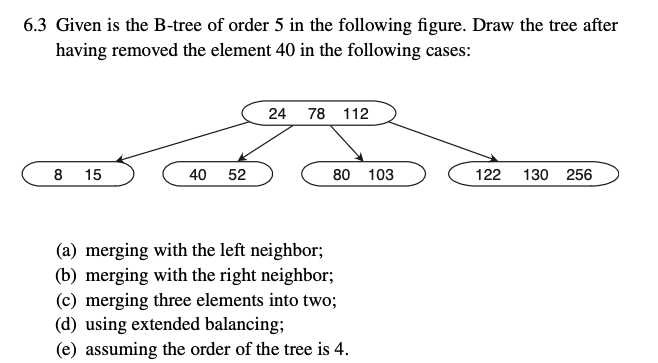 6.3 Given is the B-tree of order 5 in the following figure. Draw the tree after
having removed the element 40 in the following cases:
24 78 112
8 15 40 52 80 103 122 130 256
(a) merging with the left neighbor;
(b) merging with the right neighbor;
(c) merging three elements into two;
(d) using extended balancing;
(e) assuming the order of the tree is 4.